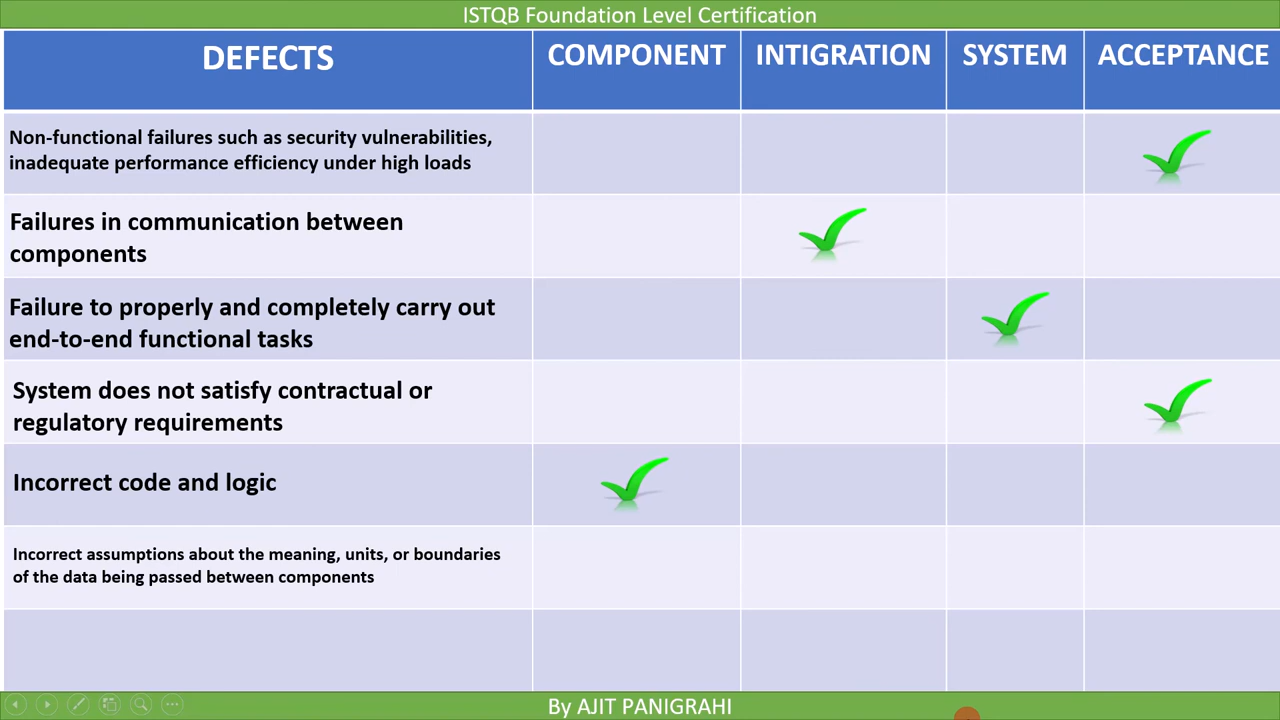 ISTQB Foundation Level Certification
DEFECTS
COMPONENT
INTIGRATION
SYSTEM
ACCEPTANCE
Non-functional failures such as security vulnerabilities,
inadequate performance efficiency under high loads
Failures in communication between
components
Failure to properly and completely carry out
end-to-end functional tasks
System does not satisfy contractual or
regulatory requirements
Incorrect code and logic
Incorrect assumptions about the meaning, units, or boundaries
of the data being passed between components
By AJIT PANIGRAHI